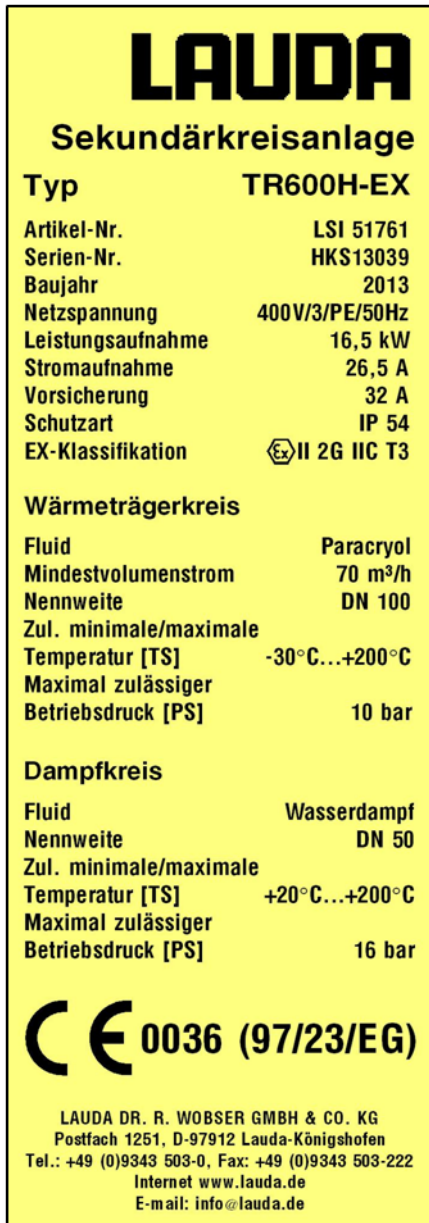 LAUDA
Sekundärkreisanlage
Typ TR600H-EX
Artikel-Nr. LSI 51761
Serien-Nr. HKS13039
Baujahr 2013
Netzspannung 400V/3/PE/50Hz
Leistungsaufnahme 16,5 kW
Stromaufnahme 26,5 A
Vorsicherung 32 A
Schutzart IP 54
EX-Klassifikation Ex II 2G IIC T3
Wärmeträgerkreis
Fluid Paracryol
Mindestvolumenstrom 70 m³/h
Nennweite DN 100
Zul. minimale/maximale
Temperatur [TS] -30°C...+200°C
Maximal zulässiger
Betriebsdruck [PS] 10 bar
Dampfkreis
Fluid Wasserdampf
Nennweite DN 50
Zul. minimale/maximale
Temperatur [TS] +20°C...+200°C
Maximal zulässiger
Betriebsdruck [PS] 16 bar
CE 0036 (97/23/EG)
LAUDA DR. R. WOBSER GMBH & CO. KG
Postfach 1251, D-97912 Lauda-Königshofen
Tel.: +49 (0)9343 503-0, Fax: +49 (0)9343 503-222
Internet www.lauda.de
E-mail: info@lauda.de